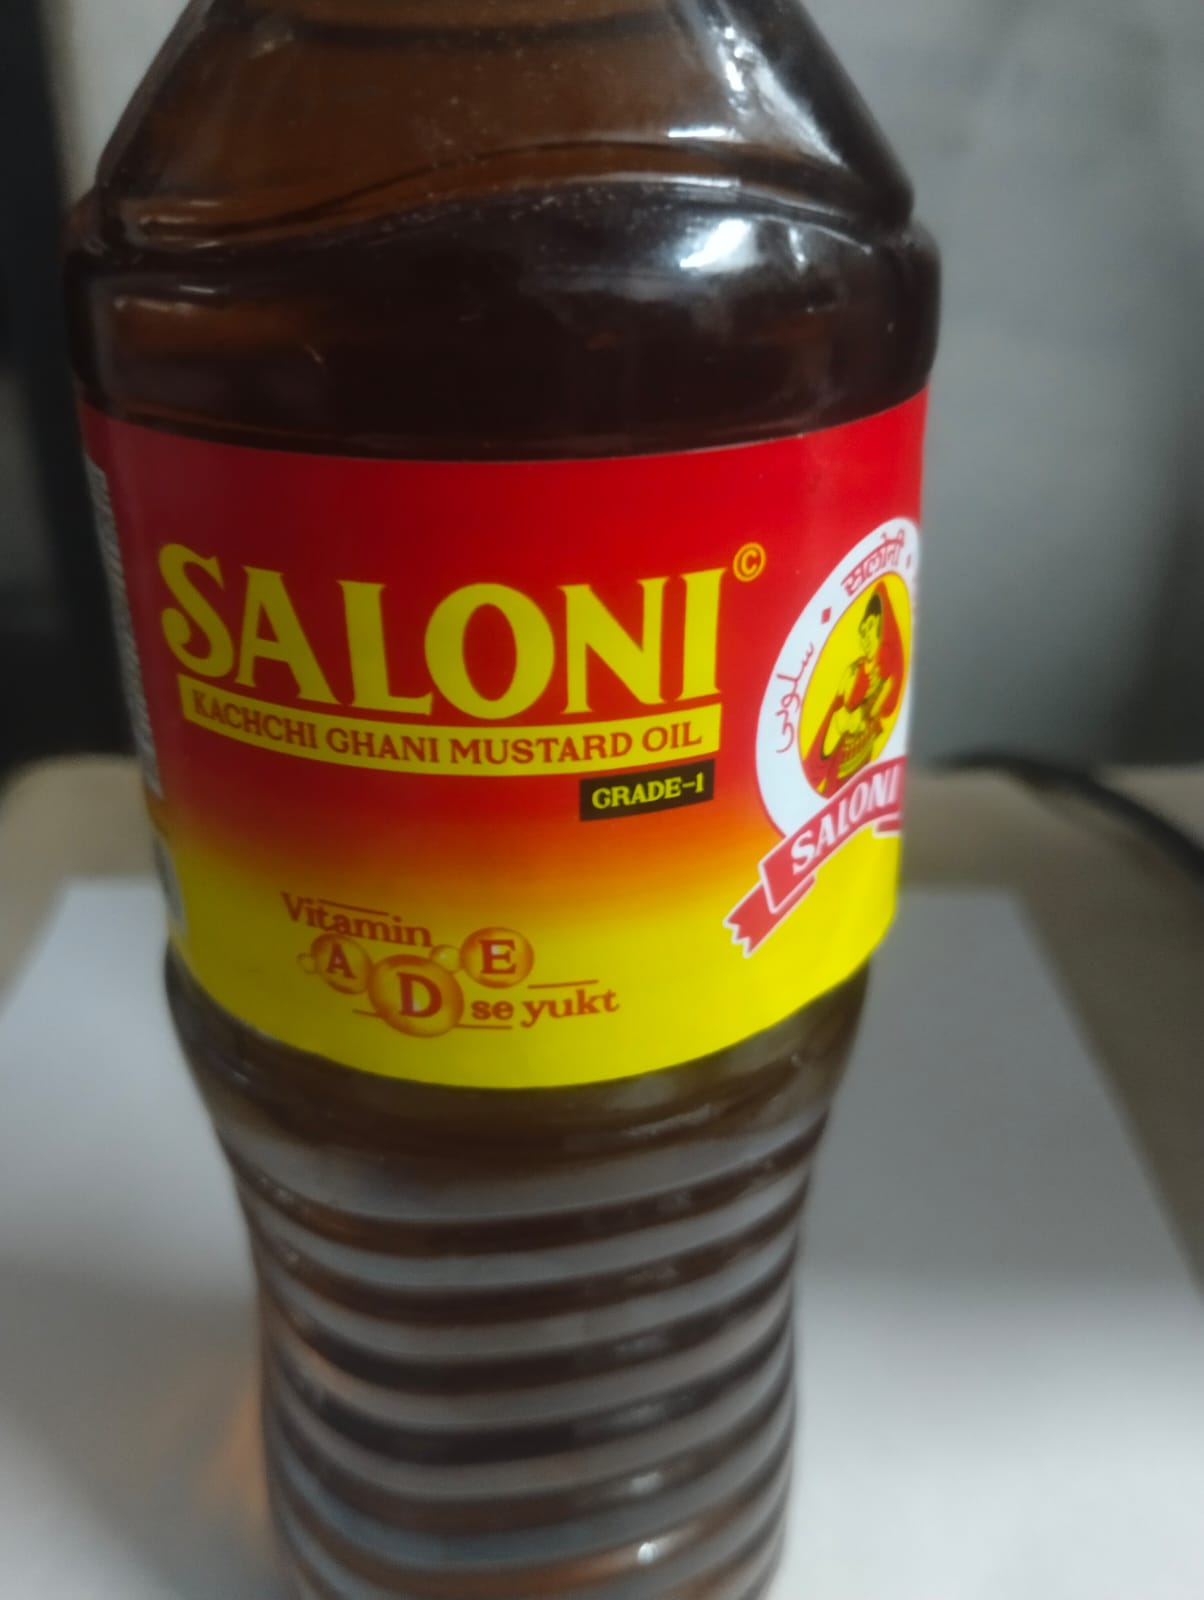 SALONI©
KACHCHI GHANI MUSTARD OIL
GRADE-1
Vitamin
A D E
se yukt
सलोनी
سلونی
SALONI